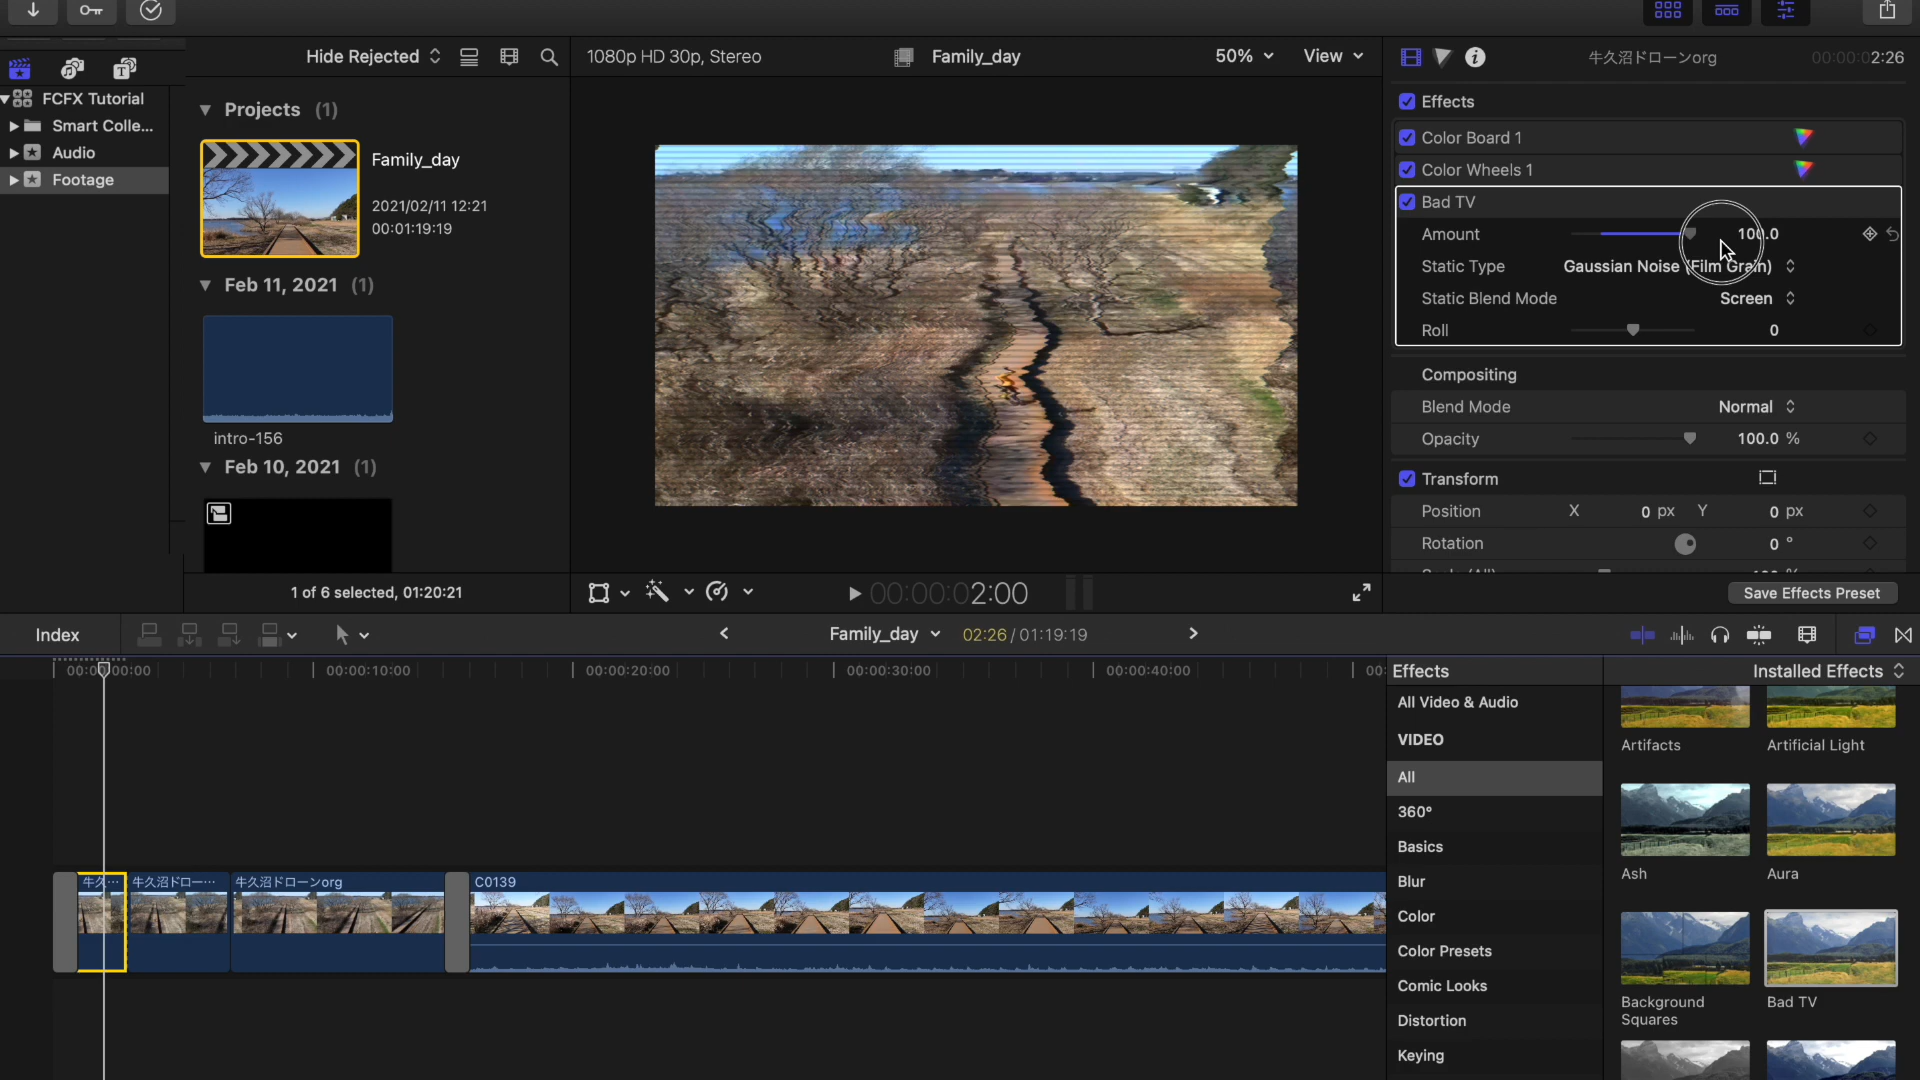 Hide Rejected
1080p HD 30p, Stereo
Family_day
50%
View
牛久沼ドローンorg
00:00:02:26
FCFX Tutorial
Smart Colle...
Audio
Footage
Projects (1)
Family_day
2021/02/11 12:21
00:01:19:19
Feb 11, 2021 (1)
intro-156
Feb 10, 2021 (1)
1 of 6 selected, 01:20:21
Effects
Color Board 1
Color Wheels 1
Bad TV
Amount 100.0
Static Type Gaussian Noise (Film Grain)
Static Blend Mode Screen
Roll 0
Compositing
Blend Mode Normal
Opacity 100.0 %
Transform
Position X 0 px Y 0 px
Rotation 0 °
Save Effects Preset
00:00:02:00
Index
Family_day
02:26 / 01:19:19
00:00:10:00
00:00:20:00
00:00:30:00
00:00:40:00
牛久…
牛久沼ドロー…
牛久沼ドローンorg
C0139
Effects
Installed Effects
All Video & Audio
VIDEO
All
360°
Basics
Blur
Color
Color Presets
Comic Looks
Distortion
Keying
Artifacts
Artificial Light
Ash
Aura
Background
Squares
Bad TV